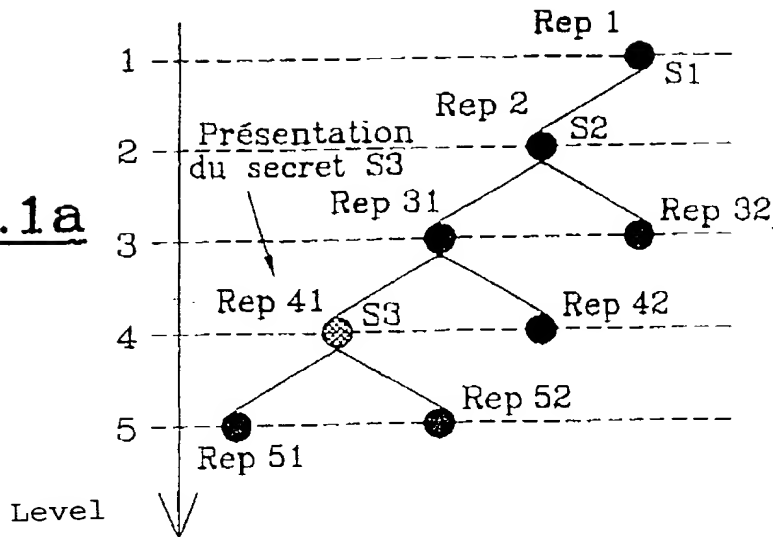 Rep 1
1
S1
Rep 2
S2
Présentation
du secret S3
2
.1a
Rep 31
Rep 32
3
Rep 41
S3
Rep 42
4
Rep 52
5
Rep 51
Level